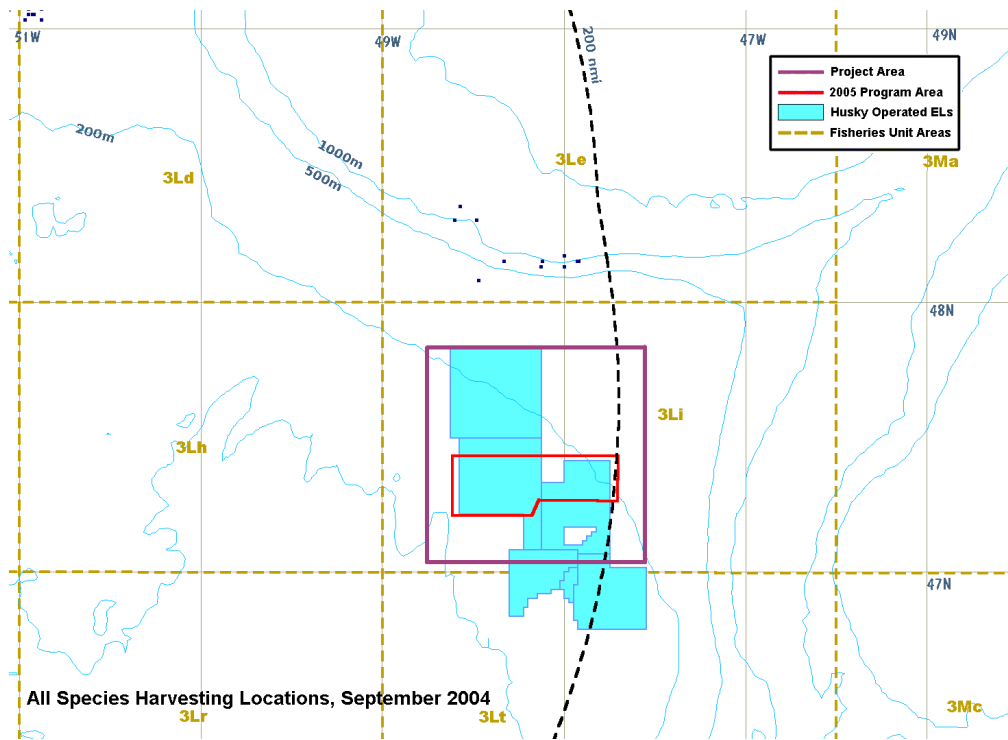 51W
49W
200 nmi
47W
49N
Project Area
2005 Program Area
Husky Operated ELs
Fisheries Unit Areas
200m
1000m
500m
3Ld
3Le
3Ma
48N
3Li
3Lh
47N
All Species Harvesting Locations, September 2004
3Lr
3Lt
3Mc